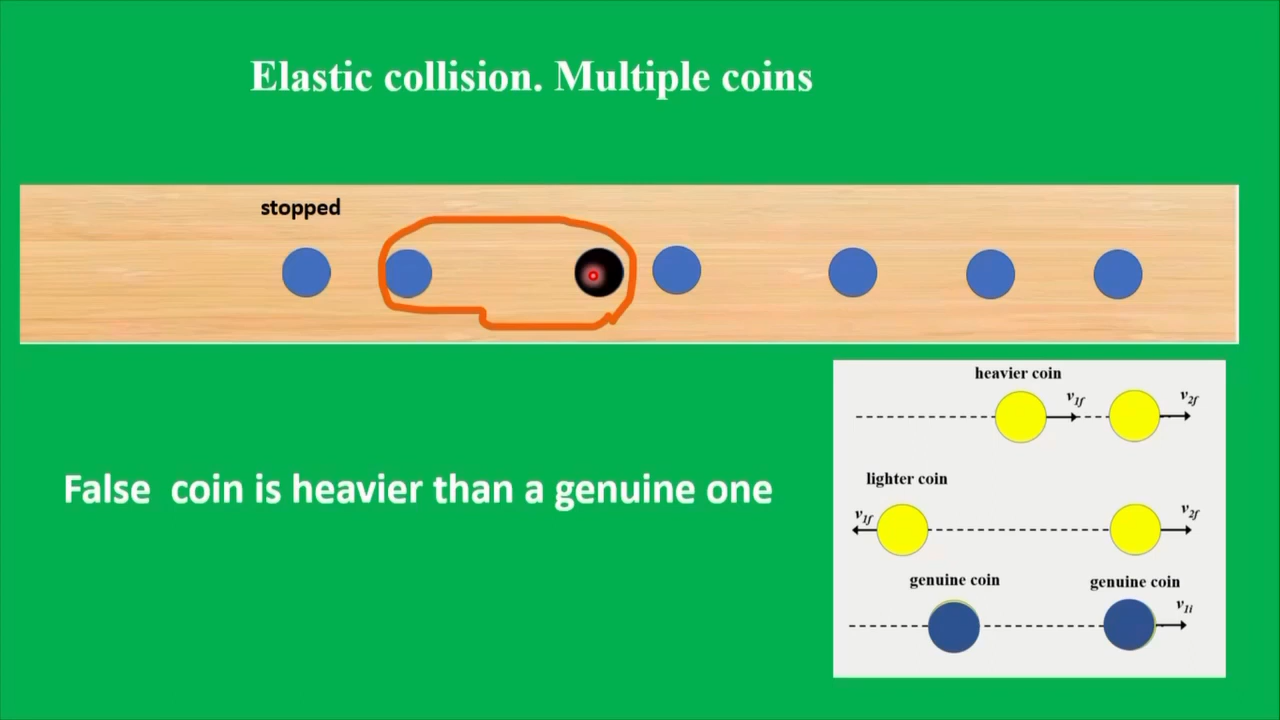 Elastic collision. Multiple coins
stopped
heavier coin
v1f
v2f
lighter coin
v1f
v2f
False coin is heavier than a genuine one
genuine coin
genuine coin
v1i